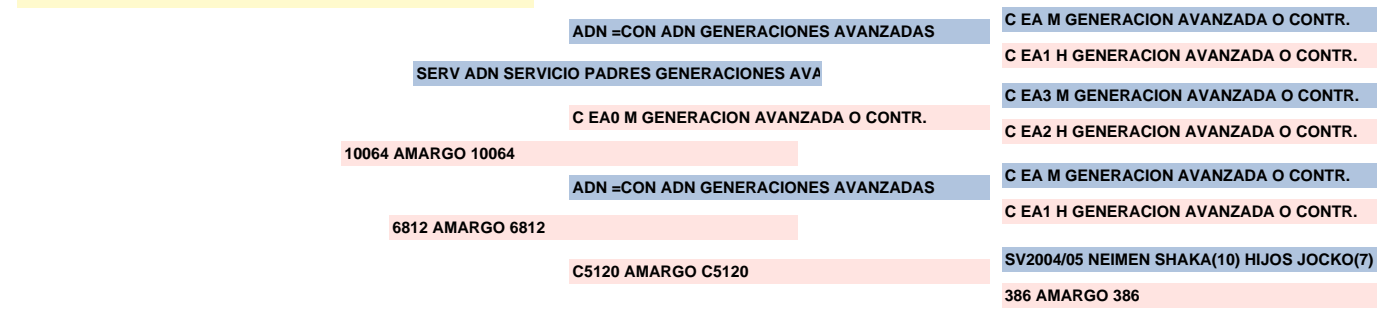 C EA M GENERACION AVANZADA O CONTR.
ADN =CON ADN GENERACIONES AVANZADAS
C EA1 H GENERACION AVANZADA O CONTR.
SERV ADN SERVICIO PADRES GENERACIONES AVA
C EA3 M GENERACION AVANZADA O CONTR.
C EA0 M GENERACION AVANZADA O CONTR.
C EA2 H GENERACION AVANZADA O CONTR.
10064 AMARGO 10064
C EA M GENERACION AVANZADA O CONTR.
ADN =CON ADN GENERACIONES AVANZADAS
C EA1 H GENERACION AVANZADA O CONTR.
6812 AMARGO 6812
SV2004/05 NEIMEN SHAKA(10) HIJOS JOCKO(7)
C5120 AMARGO C5120
386 AMARGO 386